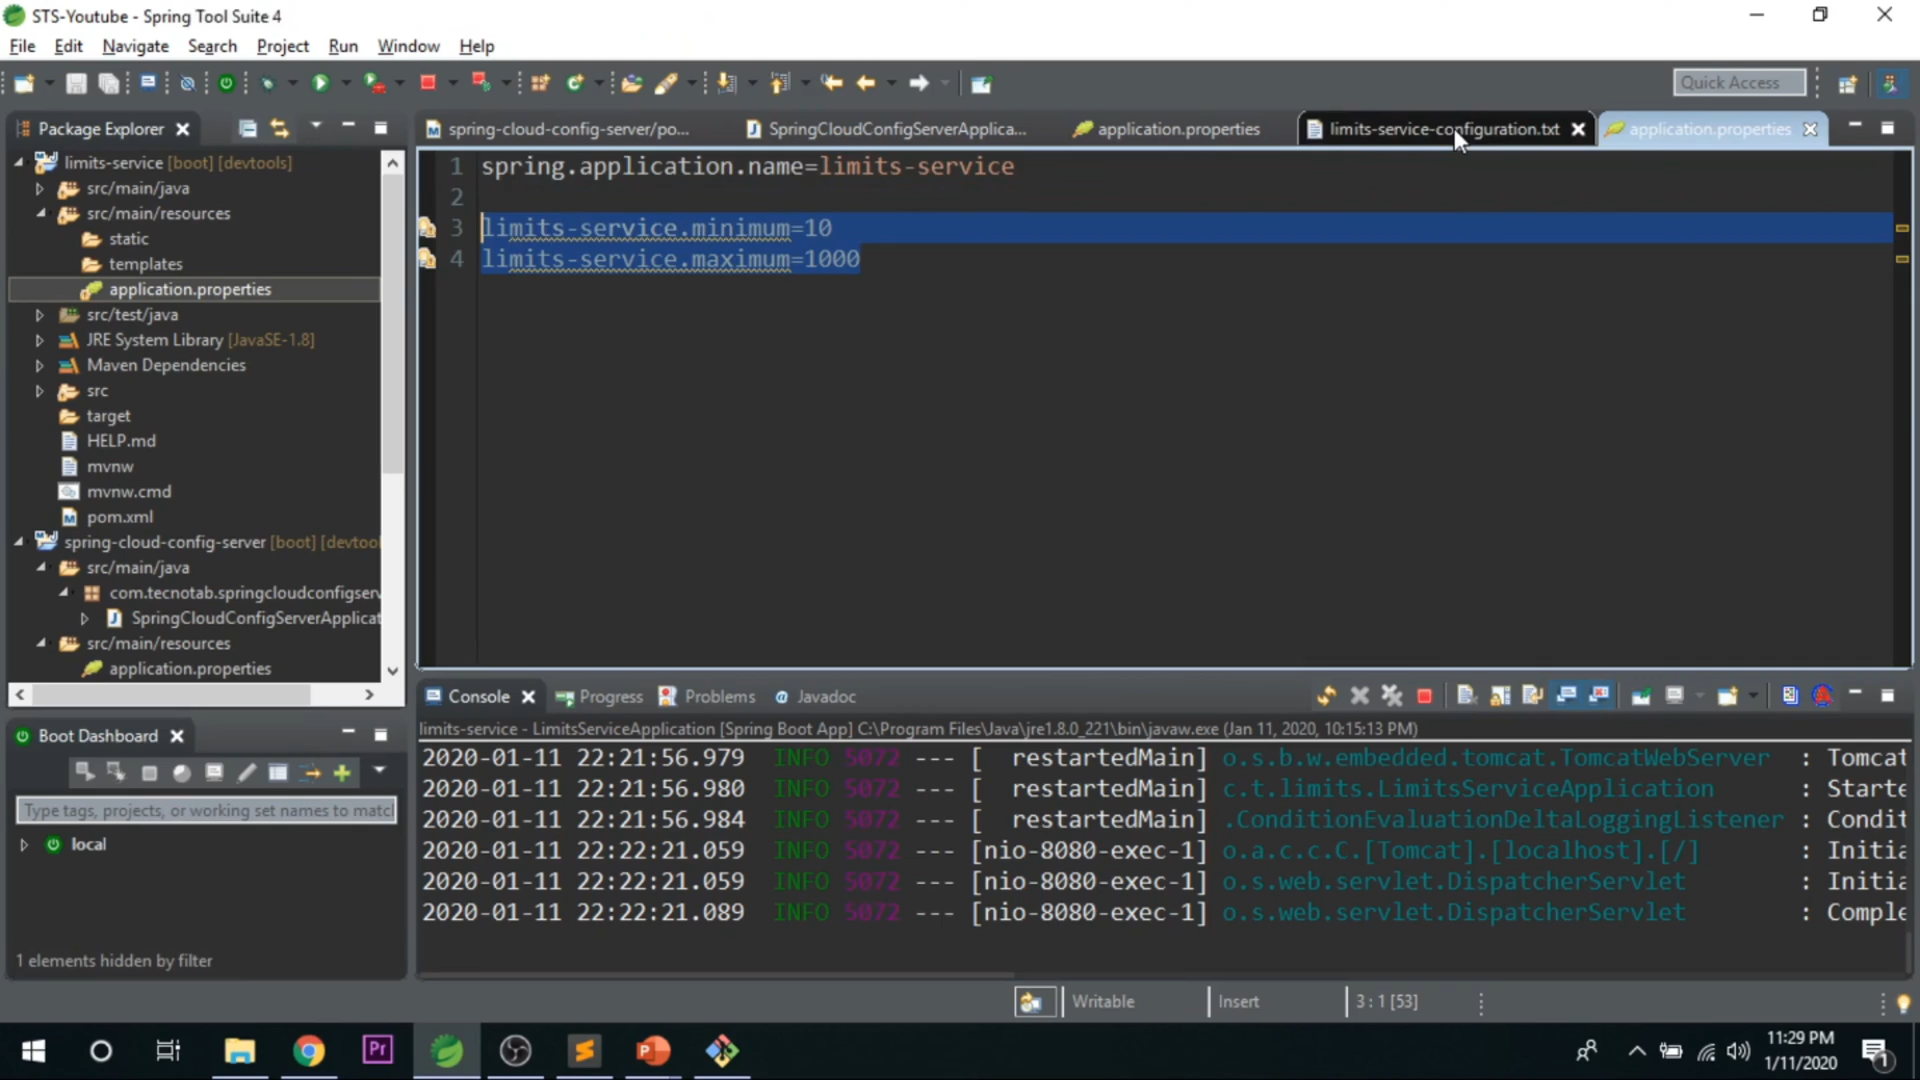 STS-Youtube - Spring Tool Suite 4
File Edit Navigate Search Project Run Window Help
Quick Access
Package Explorer
limits-service [boot] [devtools]
src/main/java
src/main/resources
static
templates
application.properties
src/test/java
JRE System Library [JavaSE-1.8]
Maven Dependencies
src
target
HELP.md
mvnw
mvnw.cmd
pom.xml
spring-cloud-config-server [boot] [devtool
src/main/java
com.tecnotab.springcloudconfigserv
SpringCloudConfigServerApplicat
src/main/resources
application.properties
spring-cloud-config-server/po... SpringCloudConfigServerApplica... application.properties limits-service-configuration.txt application.properties
1 spring.application.name=limits-service
2
3 limits-service.minimum=10
4 limits-service.maximum=1000
Boot Dashboard
Type tags, projects, or working set names to match
local
1 elements hidden by filter
Console Progress Problems @ Javadoc
limits-service - LimitsServiceApplication [Spring Boot App] C:\Program Files\Java\jre1.8.0_221\bin\javaw.exe (Jan 11, 2020, 10:15:13 PM)
2020-01-11 22:21:56.979 INFO 5072 --- [ restartedMain] o.s.b.w.embedded.tomcat.TomcatWebServer : Tomcat
2020-01-11 22:21:56.980 INFO 5072 --- [ restartedMain] c.t.limits.LimitsServiceApplication : Starte
2020-01-11 22:21:56.984 INFO 5072 --- [ restartedMain] .ConditionEvaluationDeltaLoggingListener : Condit
2020-01-11 22:22:21.059 INFO 5072 --- [nio-8080-exec-1] o.a.c.c.C.[Tomcat].[localhost].[/] : Initia
2020-01-11 22:22:21.059 INFO 5072 --- [nio-8080-exec-1] o.s.web.servlet.DispatcherServlet : Initia
2020-01-11 22:22:21.089 INFO 5072 --- [nio-8080-exec-1] o.s.web.servlet.DispatcherServlet : Comple
Writable Insert 3 : 1 [53]
Pr
11:29 PM
1/11/2020
1